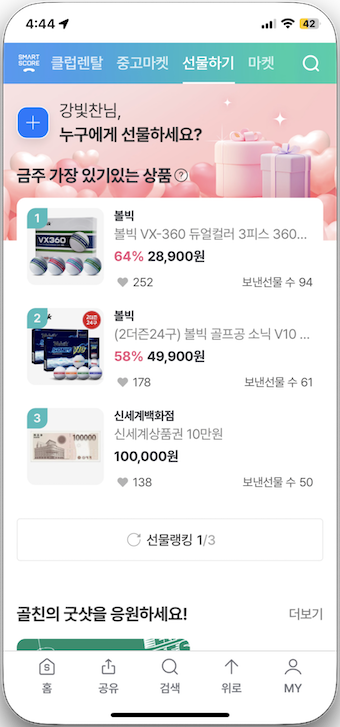 4:44
42
SMART
SCORE
클럽렌탈 중고마켓 선물하기 마켓
강빛찬님,
누구에게 선물하세요?
금주 가장 있기있는 상품 ?
1
VX360
볼빅
볼빅 VX-360 듀얼컬러 3피스 360...
64% 28,900원
252
보낸선물 수 94
2
2더즌
24구
볼빅
(2더즌24구) 볼빅 골프공 소닉 V10 ...
58% 49,900원
178
보낸선물 수 61
3
100000
신세계백화점
신세계상품권 10만원
100,000원
138
보낸선물 수 50
선물랭킹 1/3
골친의 굿샷을 응원하세요!
더보기
S
홈 공유 검색 위로 MY